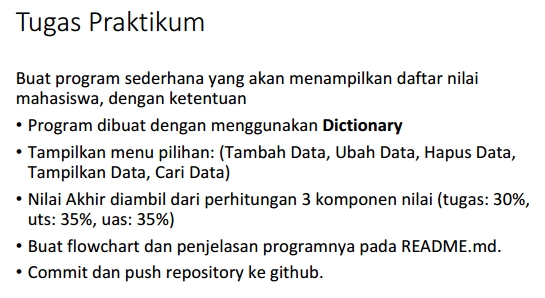 Tugas Praktikum
Buat program sederhana yang akan menampilkan daftar nilai
mahasiswa, dengan ketentuan
• Program dibuat dengan menggunakan Dictionary
• Tampilkan menu pilihan: (Tambah Data, Ubah Data, Hapus Data,
Tampilkan Data, Cari Data)
• Nilai Akhir diambil dari perhitungan 3 komponen nilai (tugas: 30%,
uts: 35%, uas: 35%)
• Buat flowchart dan penjelasan programnya pada README.md.
• Commit dan push repository ke github.